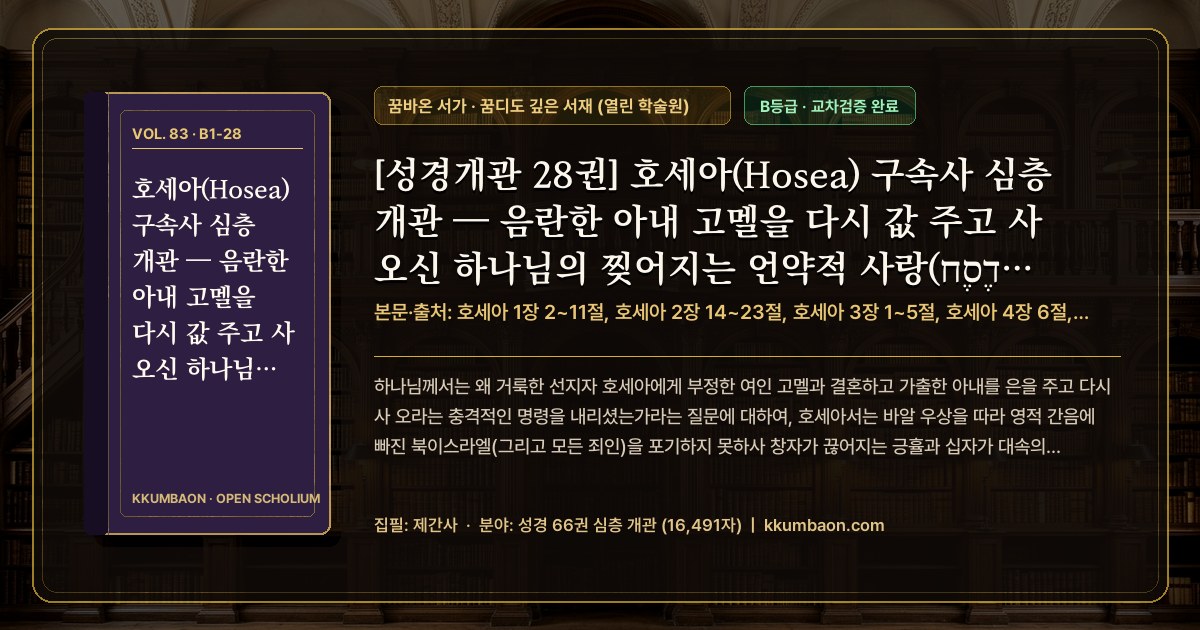 VOL. 83 · B1-28
호세아(Hosea)
구속사 심층
개관 — 음란한
아내 고멜을
다시 값 주고 사
오신 하나님…
KKUMBAON · OPEN SCHOLIUM
꿈바온 서가 · 꿈디도 깊은 서재 (열린 학술원)
B등급 · 교차검증 완료
[성경개관 28권] 호세아(Hosea) 구속사 심층
개관 — 음란한 아내 고멜을 다시 값 주고 사
오신 하나님의 찢어지는 언약적 사랑(חֶסֶד…
본문·출처: 호세아 1장 2~11절, 호세아 2장 14~23절, 호세아 3장 1~5절, 호세아 4장 6절,...
하나님께서는 왜 거룩한 선지자 호세아에게 부정한 여인 고멜과 결혼하고 가출한 아내를 은을 주고 다시
사 오라는 충격적인 명령을 내리셨는가라는 질문에 대하여, 호세아서는 바알 우상을 따라 영적 간음에
빠진 북이스라엘(그리고 모든 죄인)을 포기하지 못하사 창자가 끊어지는 긍휼과 십자가 대속의...
집필: 제간사 · 분야: 성경 66권 심층 개관 (16,491자) | kkumbaon.com